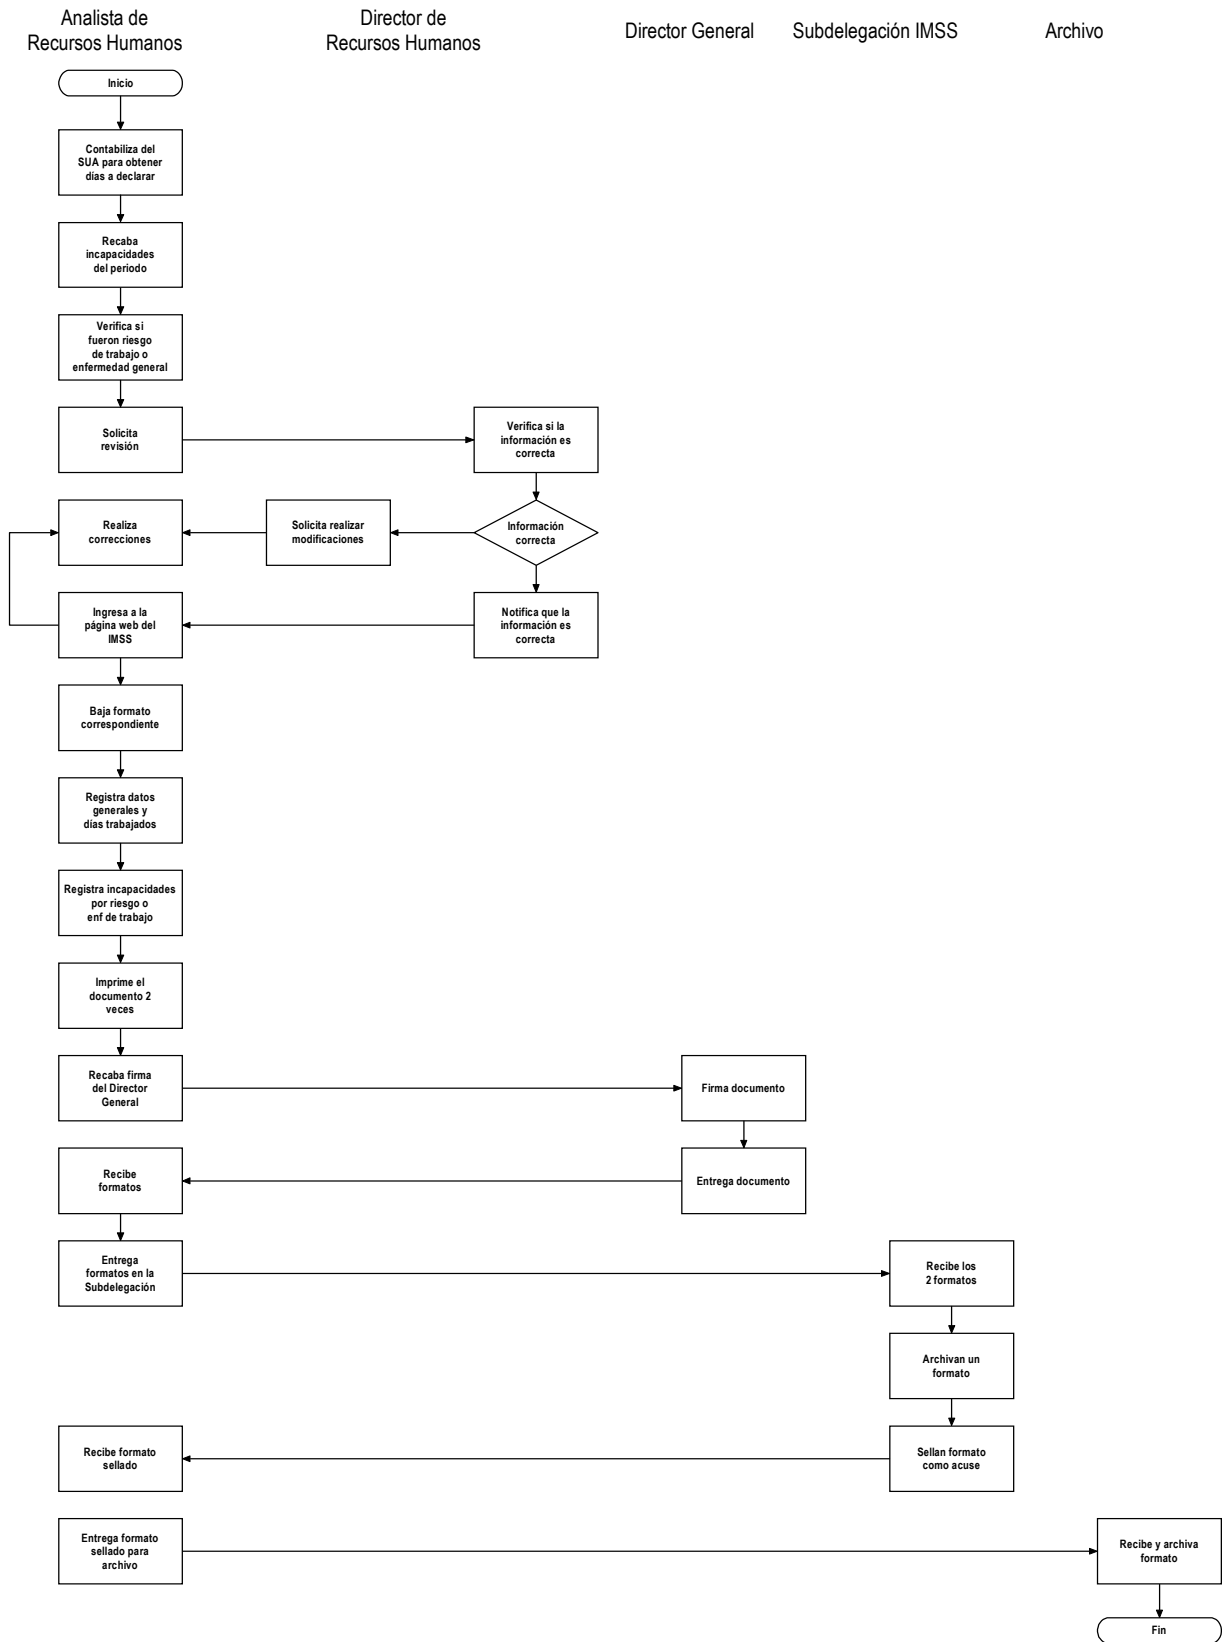 Analista de
Recursos Humanos
Director de
Recursos Humanos
Director General
Subdelegación IMSS
Archivo
Inicio
Contabiliza del
SUA para obtener
días a declarar
Recaba
incapacidades
del periodo
Verifica si
fueron riesgo
de trabajo o
enfermedad general
Solicita
revisión
Verifica si la
información es
correcta
Realiza
correcciones
Solicita realizar
modificaciones
Información
correcta
Ingresa a la
página web del
IMSS
Notifica que la
información es
correcta
Baja formato
correspondiente
Registra datos
generales y
días trabajados
Registra incapacidades
por riesgo o
enf de trabajo
Imprime el
documento 2
veces
Recaba firma
del Director
General
Firma documento
Recibe
formatos
Entrega documento
Entrega
formatos en la
Subdelegación
Recibe los
2 formatos
Archivan un
formato
Recibe formato
sellado
Sellan formato
como acuse
Entrega formato
sellado para
archivo
Recibe y archiva
formato
Fin